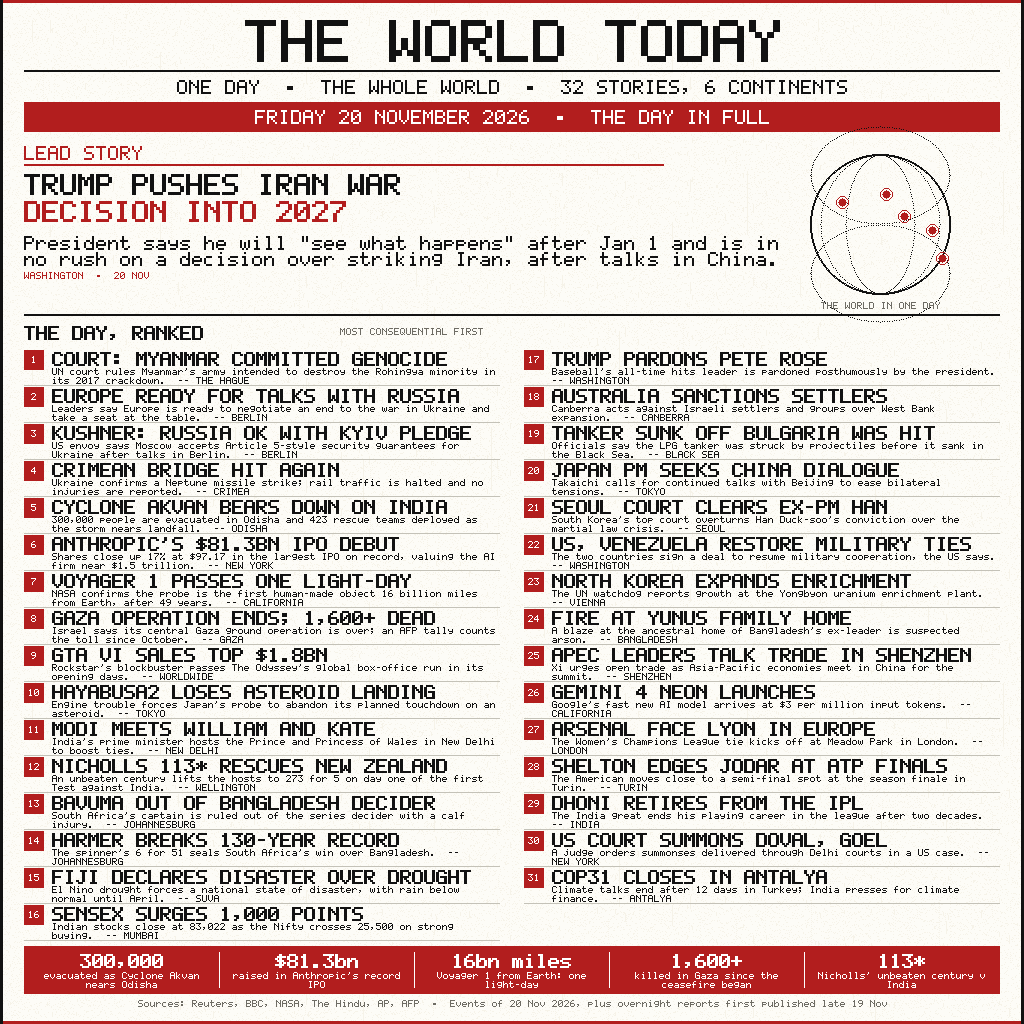 THE WORLD TODAY
ONE DAY ▪ THE WHOLE WORLD ▪ 32 STORIES, 6 CONTINENTS
FRIDAY 20 NOVEMBER 2026 ▪ THE DAY IN FULL
LEAD STORY
TRUMP PUSHES IRAN WAR
DECISION INTO 2027
President says he will "see what happens" after Jan 1 and is in
no rush on a decision over striking Iran, after talks in China.
WASHINGTON ▪ 20 NOV
THE WORLD IN ONE DAY
THE DAY, RANKED
MOST CONSEQUENTIAL FIRST
1 COURT: MYANMAR COMMITTED GENOCIDE
UN court rules Myanmar's army intended to destroy the Rohingya minority in
its 2017 crackdown. -- THE HAGUE
2 EUROPE READY FOR TALKS WITH RUSSIA
Leaders say Europe is ready to negotiate an end to the war in Ukraine and
take a seat at the table. -- BERLIN
3 KUSHNER: RUSSIA OK WITH KYIV PLEDGE
US envoy says Moscow accepts Article 5-style security guarantees for
Ukraine after talks in Berlin. -- BERLIN
4 CRIMEAN BRIDGE HIT AGAIN
Ukraine confirms a Neptune missile strike; rail traffic is halted and no
injuries are reported. -- CRIMEA
5 CYCLONE AKVAN BEARS DOWN ON INDIA
300,000 people are evacuated in Odisha and 423 rescue teams deployed as
the storm nears landfall. -- ODISHA
6 ANTHROPIC'S $81.3BN IPO DEBUT
Shares close up 17% at $97.17 in the largest IPO on record, valuing the AI
firm near $1.5 trillion. -- NEW YORK
7 VOYAGER 1 PASSES ONE LIGHT-DAY
NASA confirms the probe is the first human-made object 16 billion miles
from Earth, after 49 years. -- CALIFORNIA
8 GAZA OPERATION ENDS; 1,600+ DEAD
Israel says its central Gaza ground operation is over; an AFP tally counts
the toll since October. -- GAZA
9 GTA VI SALES TOP $1.8BN
Rockstar's blockbuster passes The Odyssey's global box-office run in its
opening days. -- WORLDWIDE
10 HAYABUSA2 LOSES ASTEROID LANDING
Engine trouble forces Japan's probe to abandon its planned touchdown on an
asteroid. -- TOKYO
11 MODI MEETS WILLIAM AND KATE
India's prime minister hosts the Prince and Princess of Wales in New Delhi
to boost ties. -- NEW DELHI
12 NICHOLLS 113* RESCUES NEW ZEALAND
An unbeaten century lifts the hosts to 273 for 5 on day one of the first
Test against India. -- WELLINGTON
13 BAVUMA OUT OF BANGLADESH DECIDER
South Africa's captain is ruled out of the series decider with a calf
injury. -- JOHANNESBURG
14 HARMER BREAKS 130-YEAR RECORD
The spinner's 6 for 51 seals South Africa's win over Bangladesh. --
JOHANNESBURG
15 FIJI DECLARES DISASTER OVER DROUGHT
El Nino drought forces a national state of disaster, with rain below
normal until April. -- SUVA
16 SENSEX SURGES 1,000 POINTS
Indian stocks close at 83,022 as the Nifty crosses 25,500 on strong
buying. -- MUMBAI
17 TRUMP PARDONS PETE ROSE
Baseball's all-time hits leader is pardoned posthumously by the president.
-- WASHINGTON
18 AUSTRALIA SANCTIONS SETTLERS
Canberra acts against Israeli settlers and groups over West Bank
expansion. -- CANBERRA
19 TANKER SUNK OFF BULGARIA WAS HIT
Officials say the LPG tanker was struck by projectiles before it sank in
the Black Sea. -- BLACK SEA
20 JAPAN PM SEEKS CHINA DIALOGUE
Takaichi calls for continued talks with Beijing to ease bilateral
tensions. -- TOKYO
21 SEOUL COURT CLEARS EX-PM HAN
South Korea's top court overturns Han Duck-soo's conviction over the
martial law crisis. -- SEOUL
22 US, VENEZUELA RESTORE MILITARY TIES
The two countries sign a deal to resume military cooperation, the US says.
-- WASHINGTON
23 NORTH KOREA EXPANDS ENRICHMENT
The UN watchdog reports growth at the Yongbyon uranium enrichment plant.
-- VIENNA
24 FIRE AT YUNUS FAMILY HOME
A blaze at the ancestral home of Bangladesh's ex-leader is suspected
arson. -- BANGLADESH
25 APEC LEADERS TALK TRADE IN SHENZHEN
Xi urges open trade as Asia-Pacific economies meet in China for the
summit. -- SHENZHEN
26 GEMINI 4 NEON LAUNCHES
Google's fast new AI model arrives at $3 per million input tokens. --
CALIFORNIA
27 ARSENAL FACE LYON IN EUROPE
The Women's Champions League tie kicks off at Meadow Park in London. --
LONDON
28 SHELTON EDGES JODAR AT ATP FINALS
The American moves close to a semi-final spot at the season finale in
Turin. -- TURIN
29 DHONI RETIRES FROM THE IPL
The India great ends his playing career in the league after two decades.
-- INDIA
30 US COURT SUMMONS DOVAL, GOEL
A judge orders summonses delivered through Delhi courts in a US case. --
NEW YORK
31 COP31 CLOSES IN ANTALYA
Climate talks end after 12 days in Turkey; India presses for climate
finance. -- ANTALYA
300,000
evacuated as Cyclone Akvan
nears Odisha
$81.3bn
raised in Anthropic's record
IPO
16bn miles
Voyager 1 from Earth: one
light-day
1,600+
killed in Gaza since the
ceasefire began
113*
Nicholls' unbeaten century v
India
Sources: Reuters, BBC, NASA, The Hindu, AP, AFP ▪ Events of 20 Nov 2026, plus overnight reports first published late 19 Nov